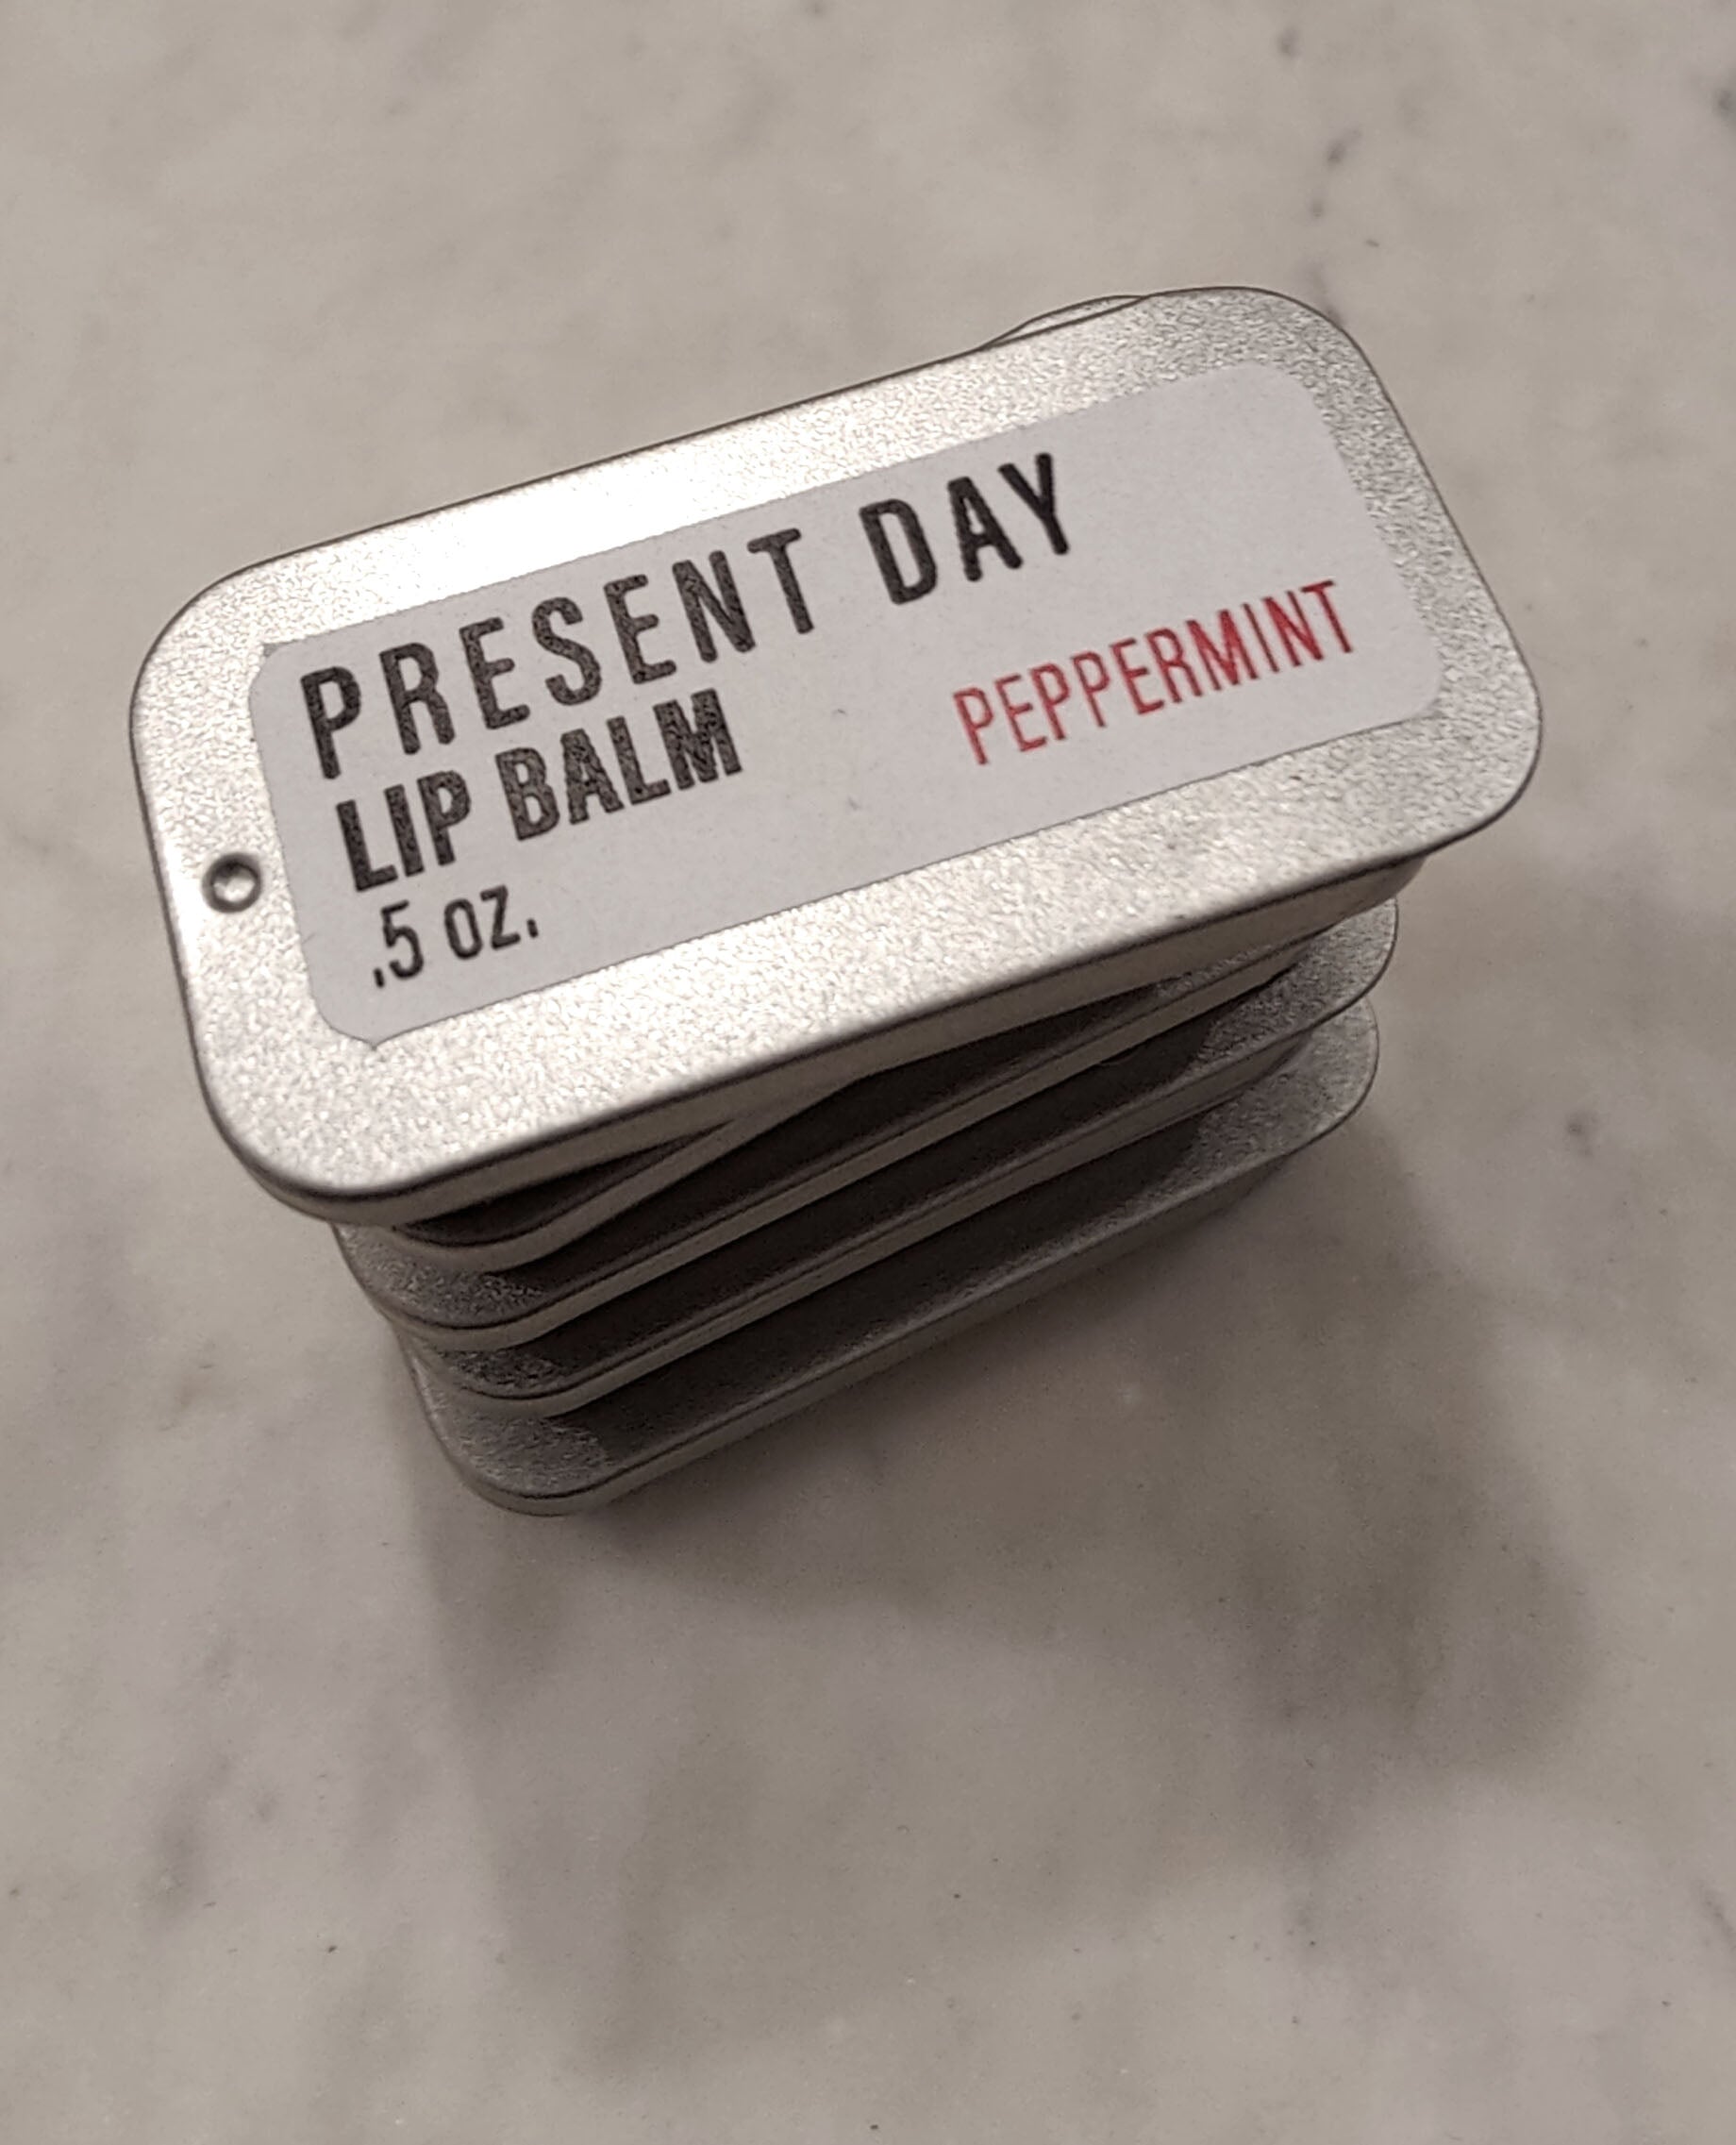 PRESENT DAY
LIP BALM
PEPPERMINT
.5 oz.